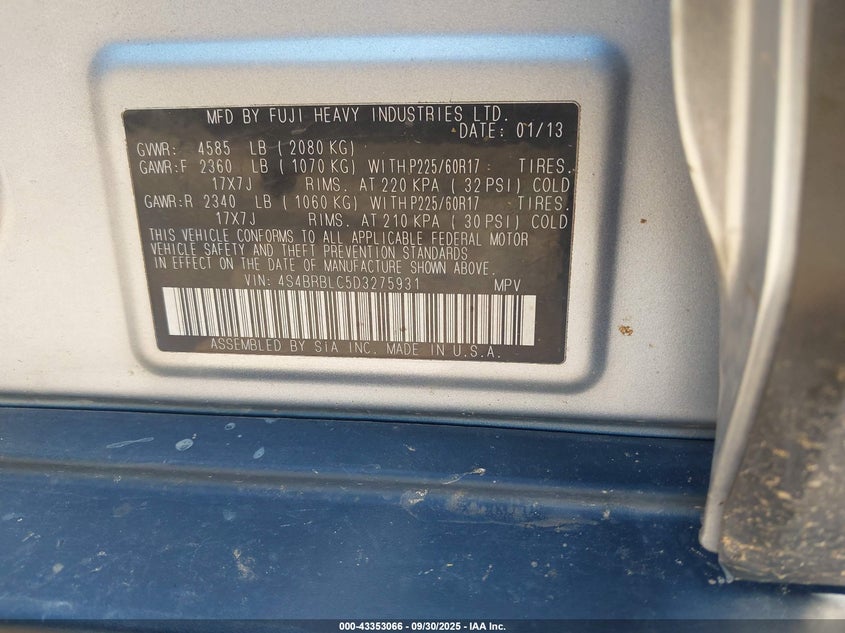 MFD BY FUJI HEAVY INDUSTRIES LTD.
DATE: 01/13
GVWR: 4585 LB ( 2080 KG)
GAWR:F 2360 LB ( 1070 KG) WITH P225/60R17 : TIRES.
17X7J RIMS. AT 220 KPA ( 32 PSI) COLD
GAWR:R 2340 LB ( 1060 KG) WITH P225/60R17 TIRES.
17X7J RIMS. AT 210 KPA ( 30 PSI) COLD
THIS VEHICLE CONFORMS TO ALL APPLICABLE FEDERAL MOTOR
VEHICLE SAFETY AND THEFT PREVENTION STANDARDS
IN EFFECT ON THE DATE OF MANUFACTURE SHOWN ABOVE.
VIN: 4S4BRBLC5D3275931 MPV
ASSEMBLED BY SIA INC. MADE IN U.S.A.
000-43353066 - 09/30/2025 - IAA Inc.